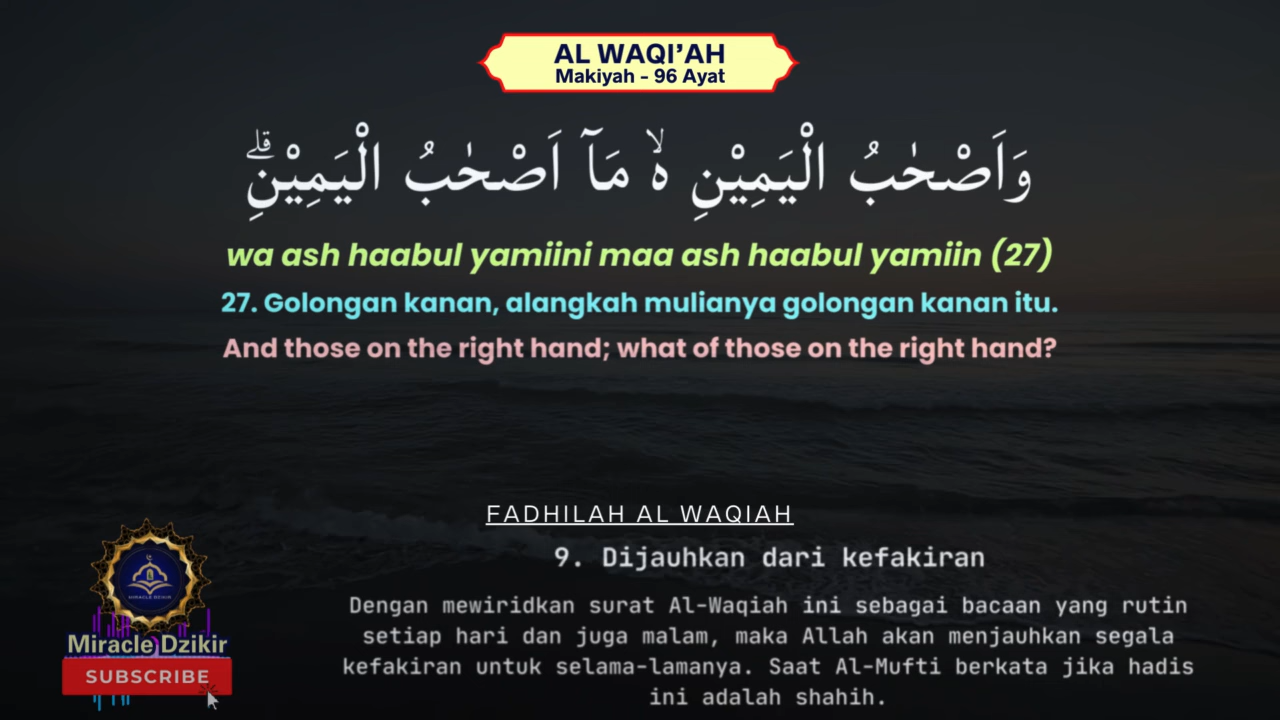 AL WAQI’AH
Makiyah - 96 Ayat
وَاَصْحٰبُ الْيَمِيْنِ ەۙ مَآ اَصْحٰبُ الْيَمِيْنِۗ
wa ash haabul yamiini maa ash haabul yamiin (27)
27. Golongan kanan, alangkah mulianya golongan kanan itu.
And those on the right hand; what of those on the right hand?
FADHILAH AL WAQIAH
9. Dijauhkan dari kefakiran
Dengan mewiridkan surat Al-Waqiah ini sebagai bacaan yang rutin
setiap hari dan juga malam, maka Allah akan menjauhkan segala
kefakiran untuk selama-lamanya. Saat Al-Mufti berkata jika hadis
ini adalah shahih.
MIRACLE DZIKIR
Miracle Dzikir
SUBSCRIBE